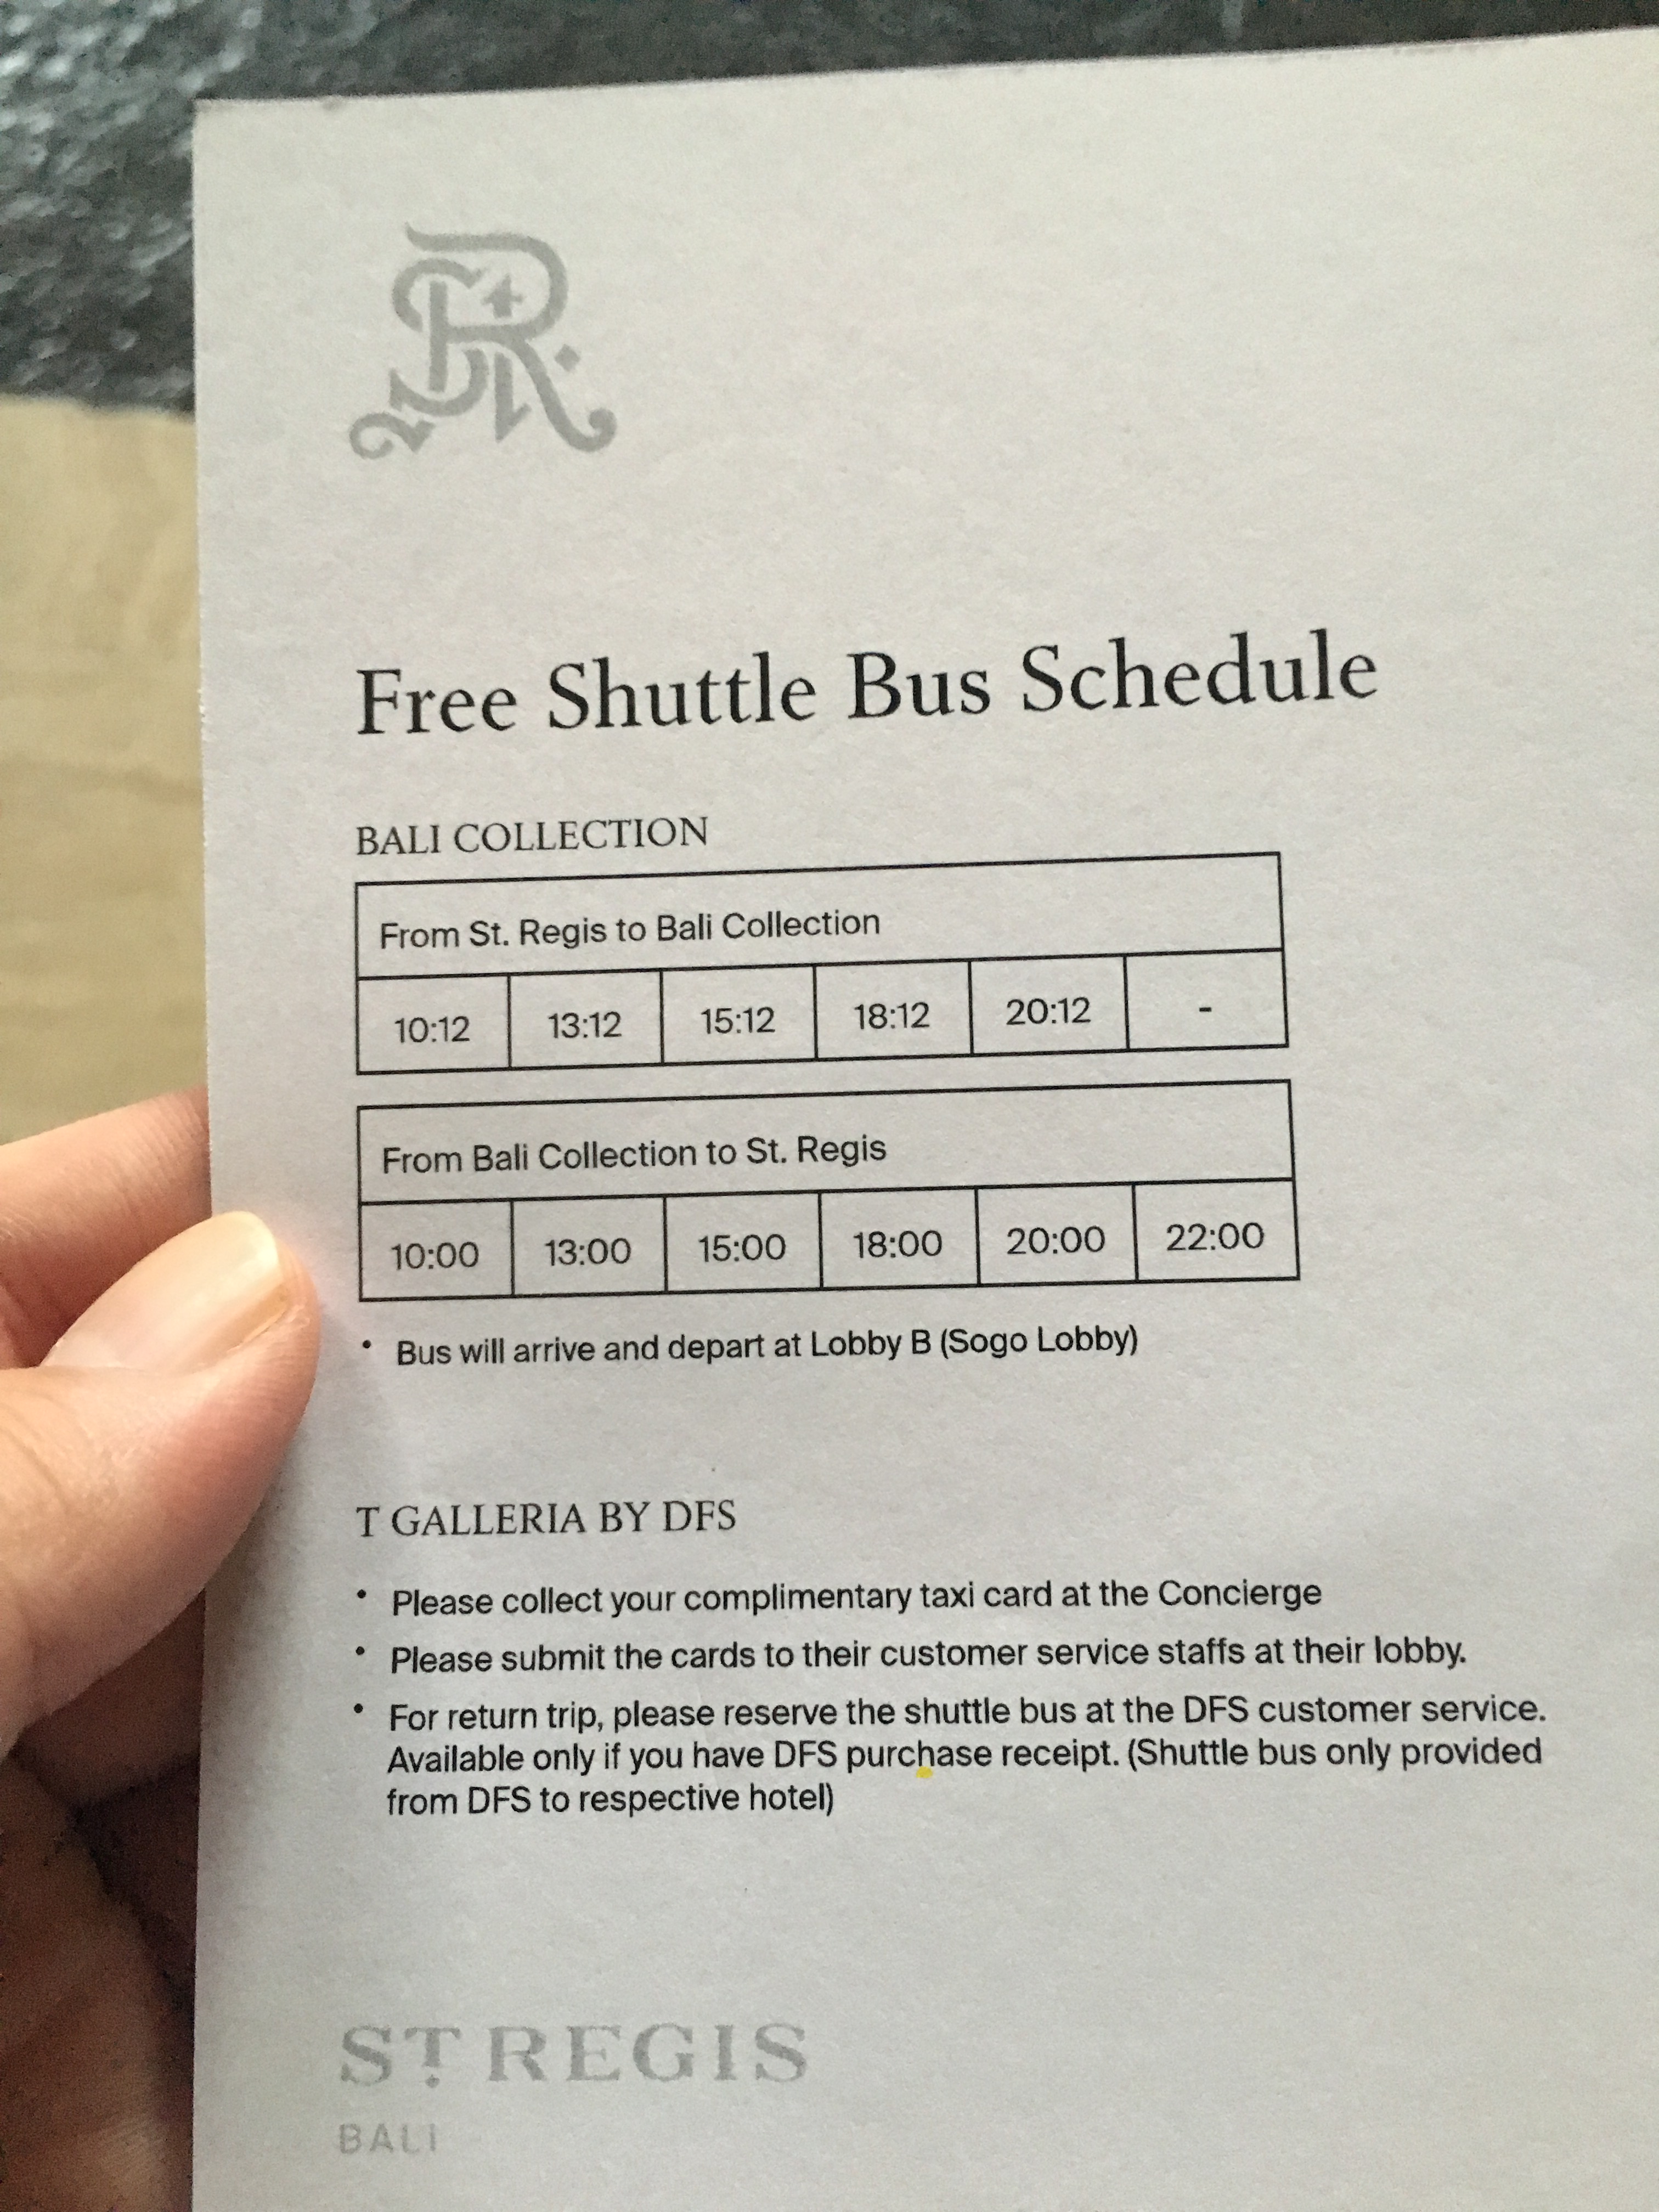 SR
Free Shuttle Bus Schedule
BALI COLLECTION
From St. Regis to Bali Collection
10:12 13:12 15:12 18:12 20:12 -
From Bali Collection to St. Regis
10:00 13:00 15:00 18:00 20:00 22:00
• Bus will arrive and depart at Lobby B (Sogo Lobby)
T GALLERIA BY DFS
• Please collect your complimentary taxi card at the Concierge
• Please submit the cards to their customer service staffs at their lobby.
• For return trip, please reserve the shuttle bus at the DFS customer service.
Available only if you have DFS purchase receipt. (Shuttle bus only provided
from DFS to respective hotel)
ST REGIS
BALI